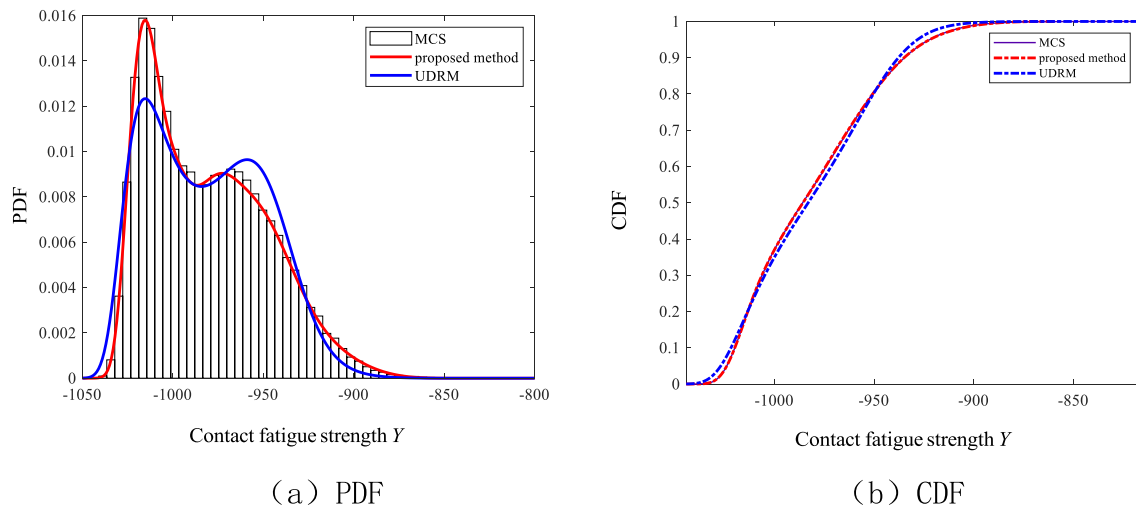 0.016
0.014
0.012
0.01
0.008
0.006
0.004
0.002
0
PDF
-1050
-1000
-950
-900
-850
-800
Contact fatigue strength Y
MCS
proposed method
UDRM
(a) PDF
1
0.9
0.8
0.7
0.6
0.5
0.4
0.3
0.2
0.1
0
CDF
-1000
-950
-900
-850
Contact fatigue strength Y
MCS
proposed method
UDRM
(b) CDF